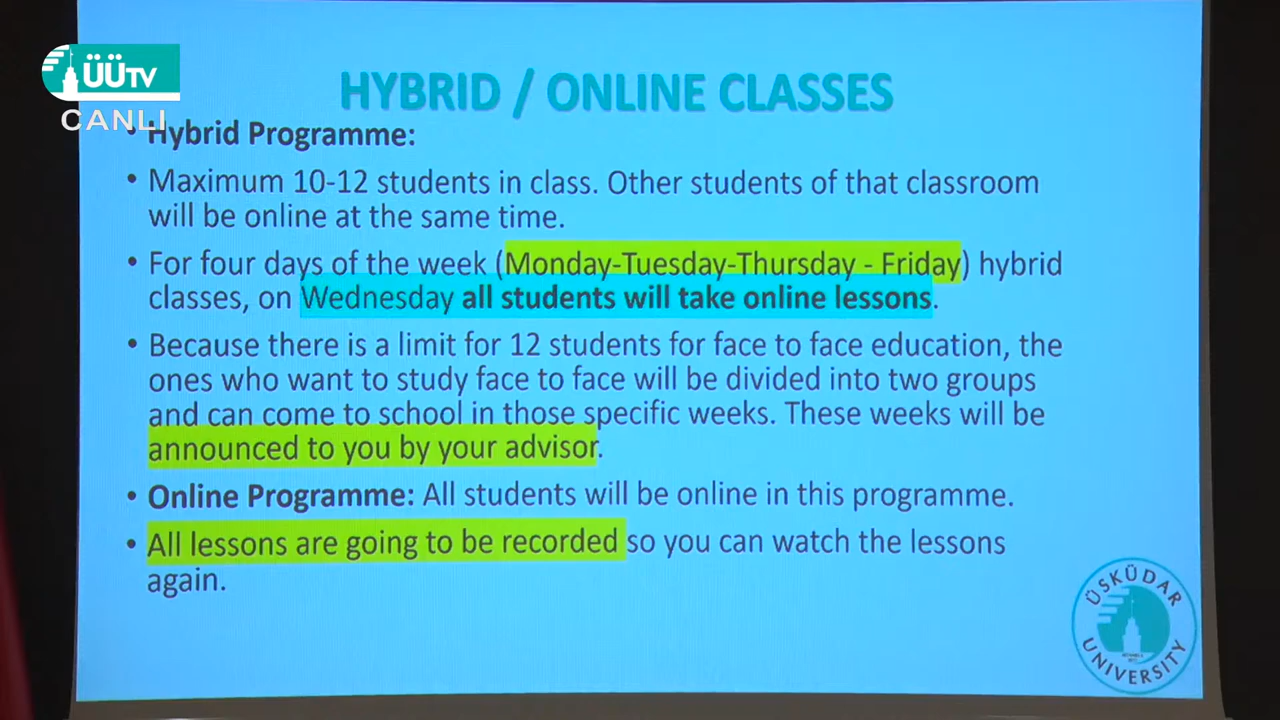 ÜÜTV
CANLI
HYBRID / ONLINE CLASSES
• Hybrid Programme:
• Maximum 10-12 students in class. Other students of that classroom
will be online at the same time.
• For four days of the week (Monday-Tuesday-Thursday - Friday) hybrid
classes, on Wednesday all students will take online lessons.
• Because there is a limit for 12 students for face to face education, the
ones who want to study face to face will be divided into two groups
and can come to school in those specific weeks. These weeks will be
announced to you by your advisor.
• Online Programme: All students will be online in this programme.
• All lessons are going to be recorded so you can watch the lessons
again.
ÜSKÜDAR
UNIVERSITY